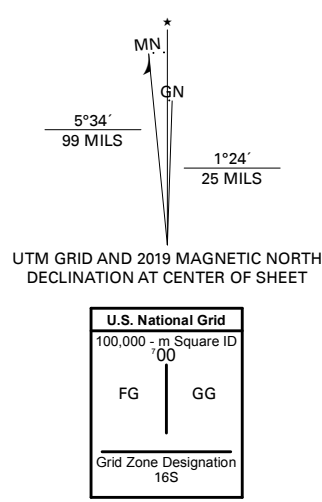 ★
MN
GN
5°34´
99 MILS
1°24´
25 MILS
UTM GRID AND 2019 MAGNETIC NORTH
DECLINATION AT CENTER OF SHEET
U.S. National Grid
100,000 - m Square ID
⁷00
FG GG
Grid Zone Designation
16S